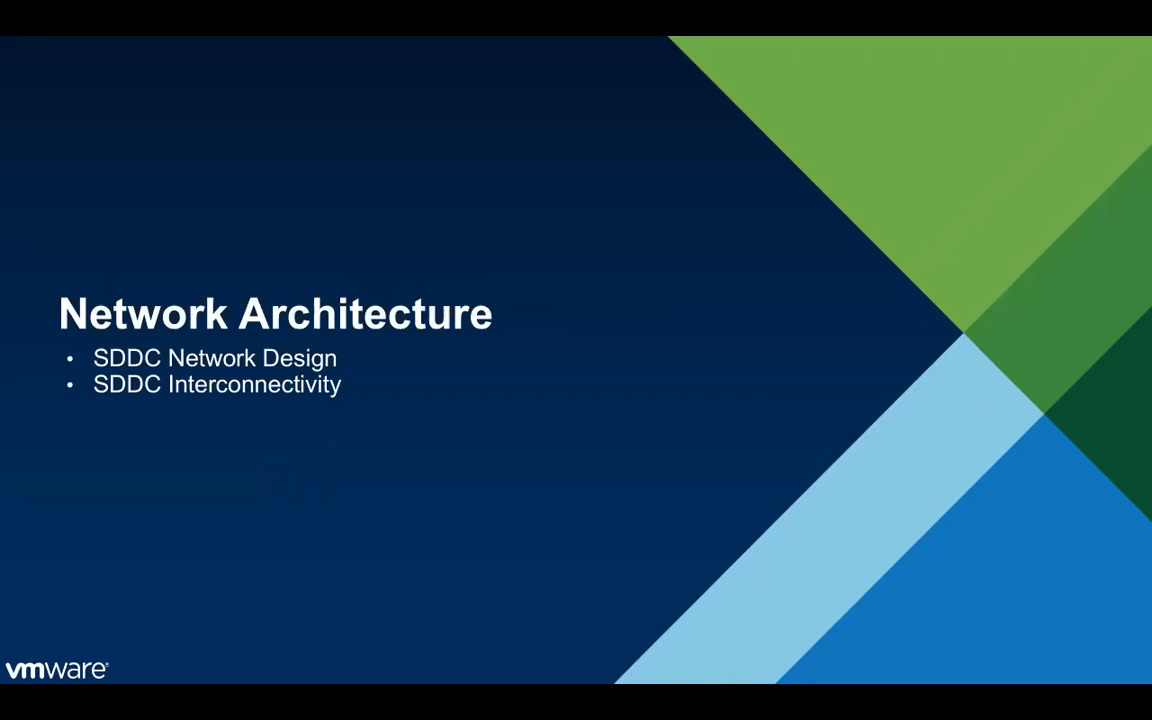 Network Architecture
• SDDC Network Design
• SDDC Interconnectivity
vmware®